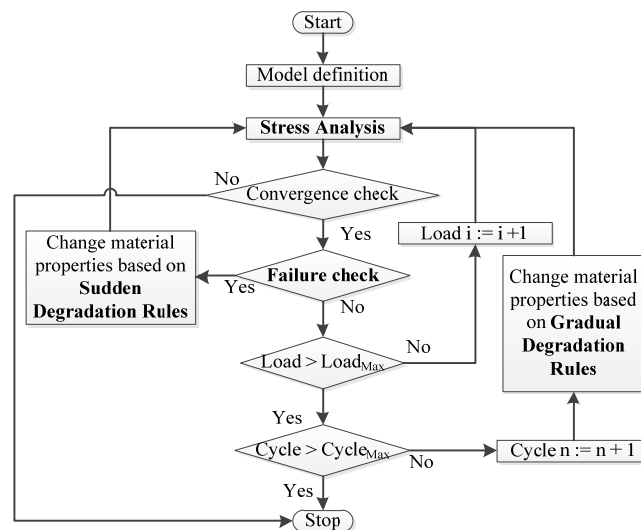 Start
Model definition
Stress Analysis
No
Convergence check
Yes
Load i := i +1
Change material
properties based on
Sudden
Degradation Rules
Yes
Failure check
No
Change material
properties based
on Gradual
Degradation
Rules
Load > LoadMax
No
Yes
Cycle > CycleMax
No
Cycle n := n + 1
Yes
Stop